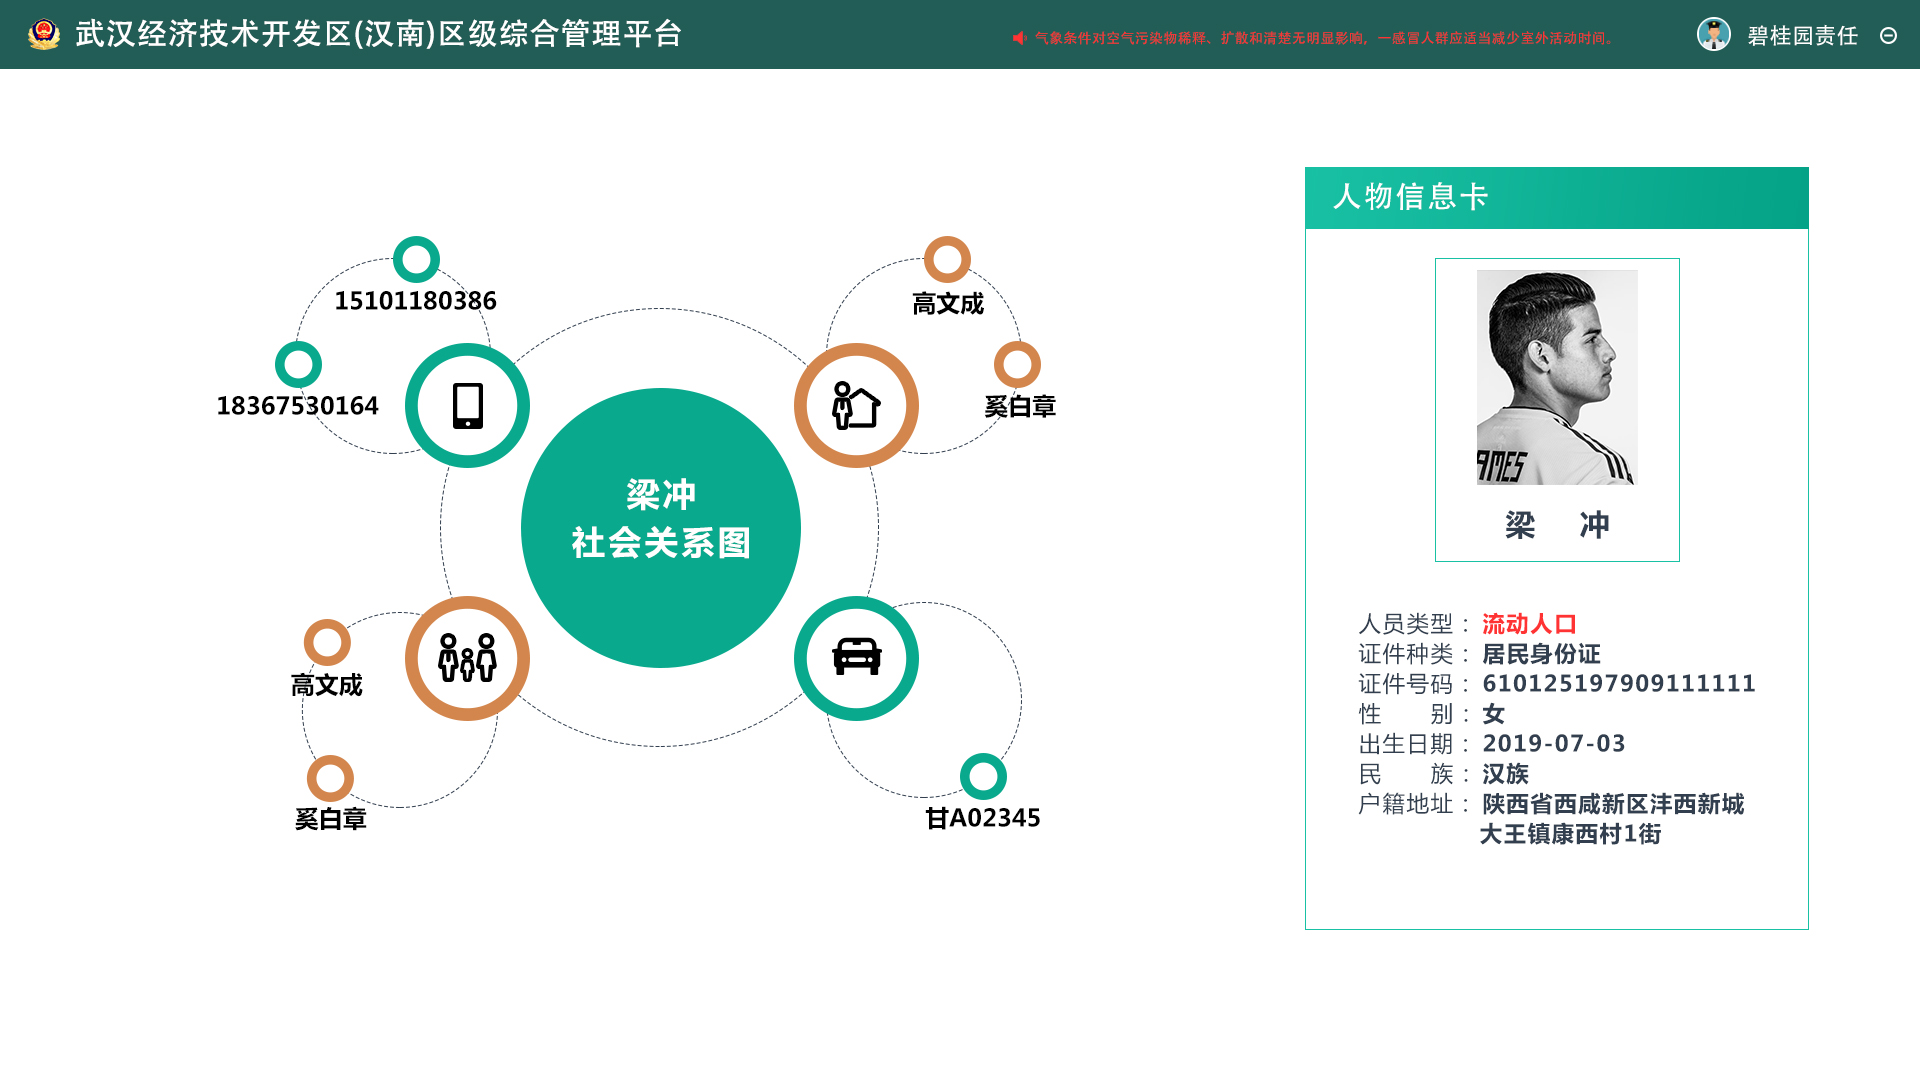 武汉经济技术开发区(汉南)区级综合管理平台
气象条件对空气污染物稀释、扩散和清楚无明显影响，一感冒人群应适当减少室外活动时间。
碧桂园责任
人物信息卡
15101180386
高文成
18367530164
奚白章
梁冲
社会关系图
AMES
梁 冲
高文成
奚白章
甘A02345
人员类型：流动人口
证件种类：居民身份证
证件号码：610125197909111111
性 别：女
出生日期：2019-07-03
民 族：汉族
户籍地址：陕西省西咸新区沣西新城
大王镇康西村1街